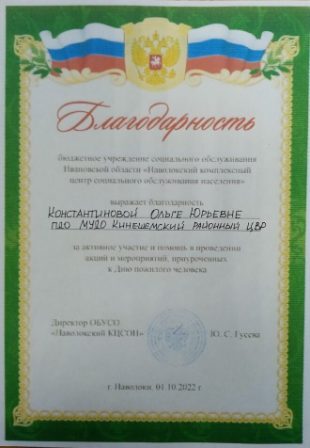 Благодарность
бюджетное учреждение социального обслуживания
Ивановской области «Наволокский комплексный
центр социального обслуживания населения»
выражает благодарность
Константиновой Ольге Юрьевне
пдо МУДО Кинешемский районный ЦВР
за активное участие и помощь в проведении
акций и мероприятий, приуроченных
к Дню пожилого человека
Директор ОБУСО
«Наволокский КЦСОН»
Ю. С. Гусева
г. Наволоки, 01.10.2022 г.